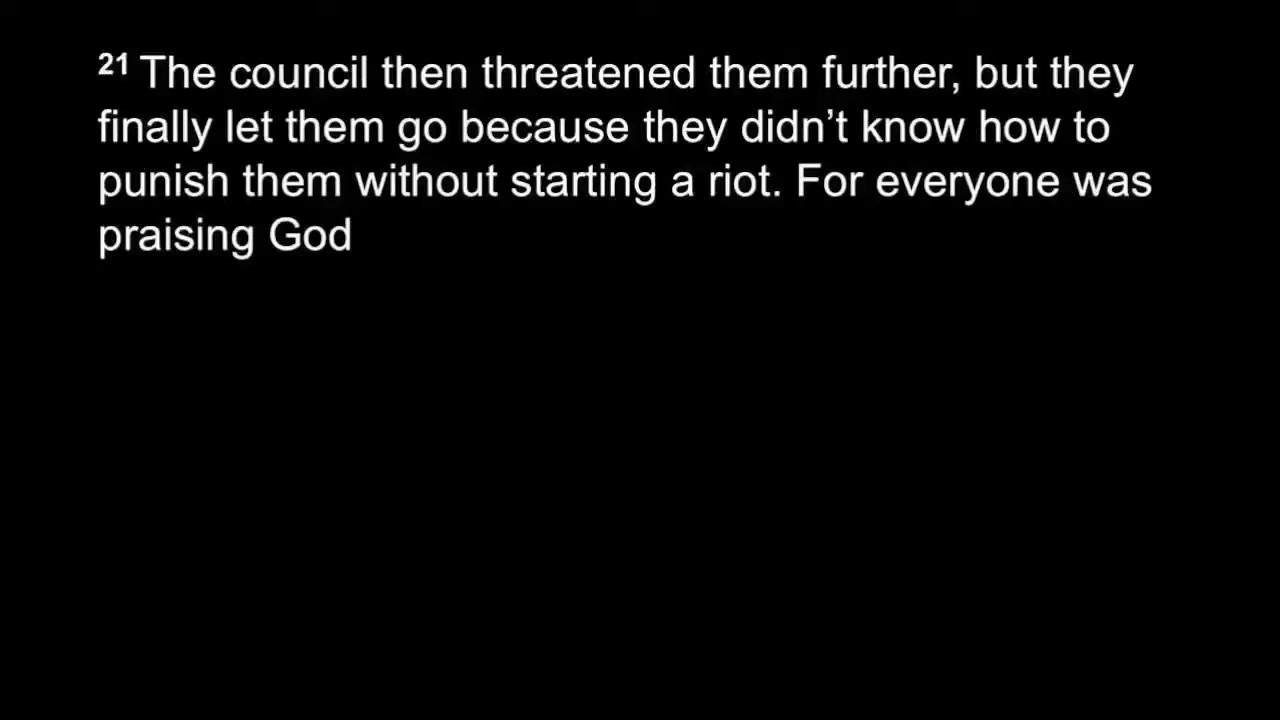 21 The council then threatened them further, but they
finally let them go because they didn’t know how to
punish them without starting a riot. For everyone was
praising God